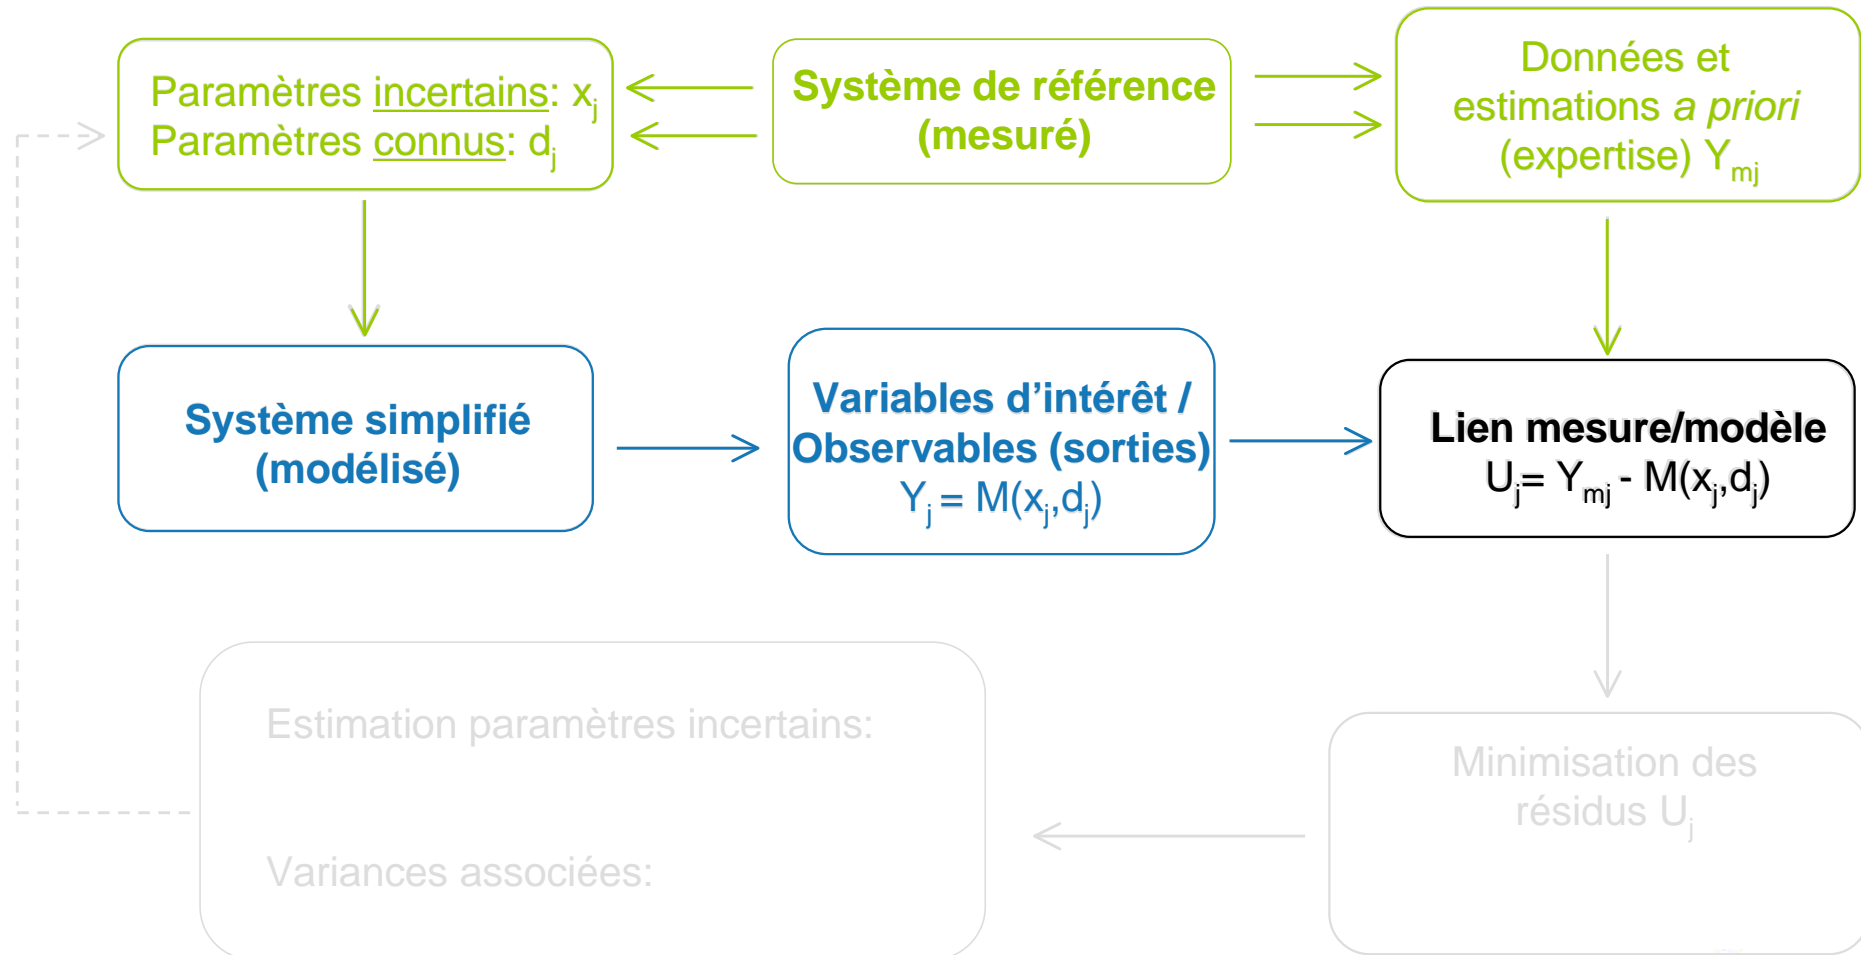 Paramètres incertains: xj
Paramètres connus: dj
Système de référence
(mesuré)
Données et
estimations a priori
(expertise) Ymj
Système simplifié
(modélisé)
Variables d’intérêt /
Observables (sorties)
Yj = M(xj,dj)
Lien mesure/modèle
Uj= Ymj - M(xj,dj)
Estimation paramètres incertains:
Variances associées:
Minimisation des
résidus Uj